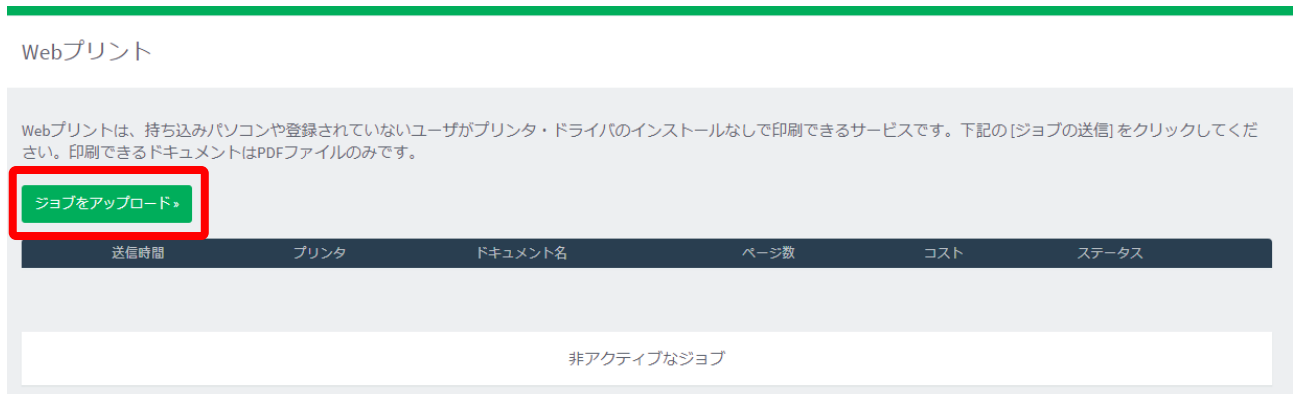 Webプリント
Webプリントは、持ち込みパソコンや登録されていないユーザがプリンタ・ドライバのインストールなしで印刷できるサービスです。下記の [ジョブの送信] をクリックしてくだ
さい。印刷できるドキュメントはPDFファイルのみです。
ジョブをアップロード »
送信時間 プリンタ ドキュメント名 ページ数 コスト ステータス
非アクティブなジョブ